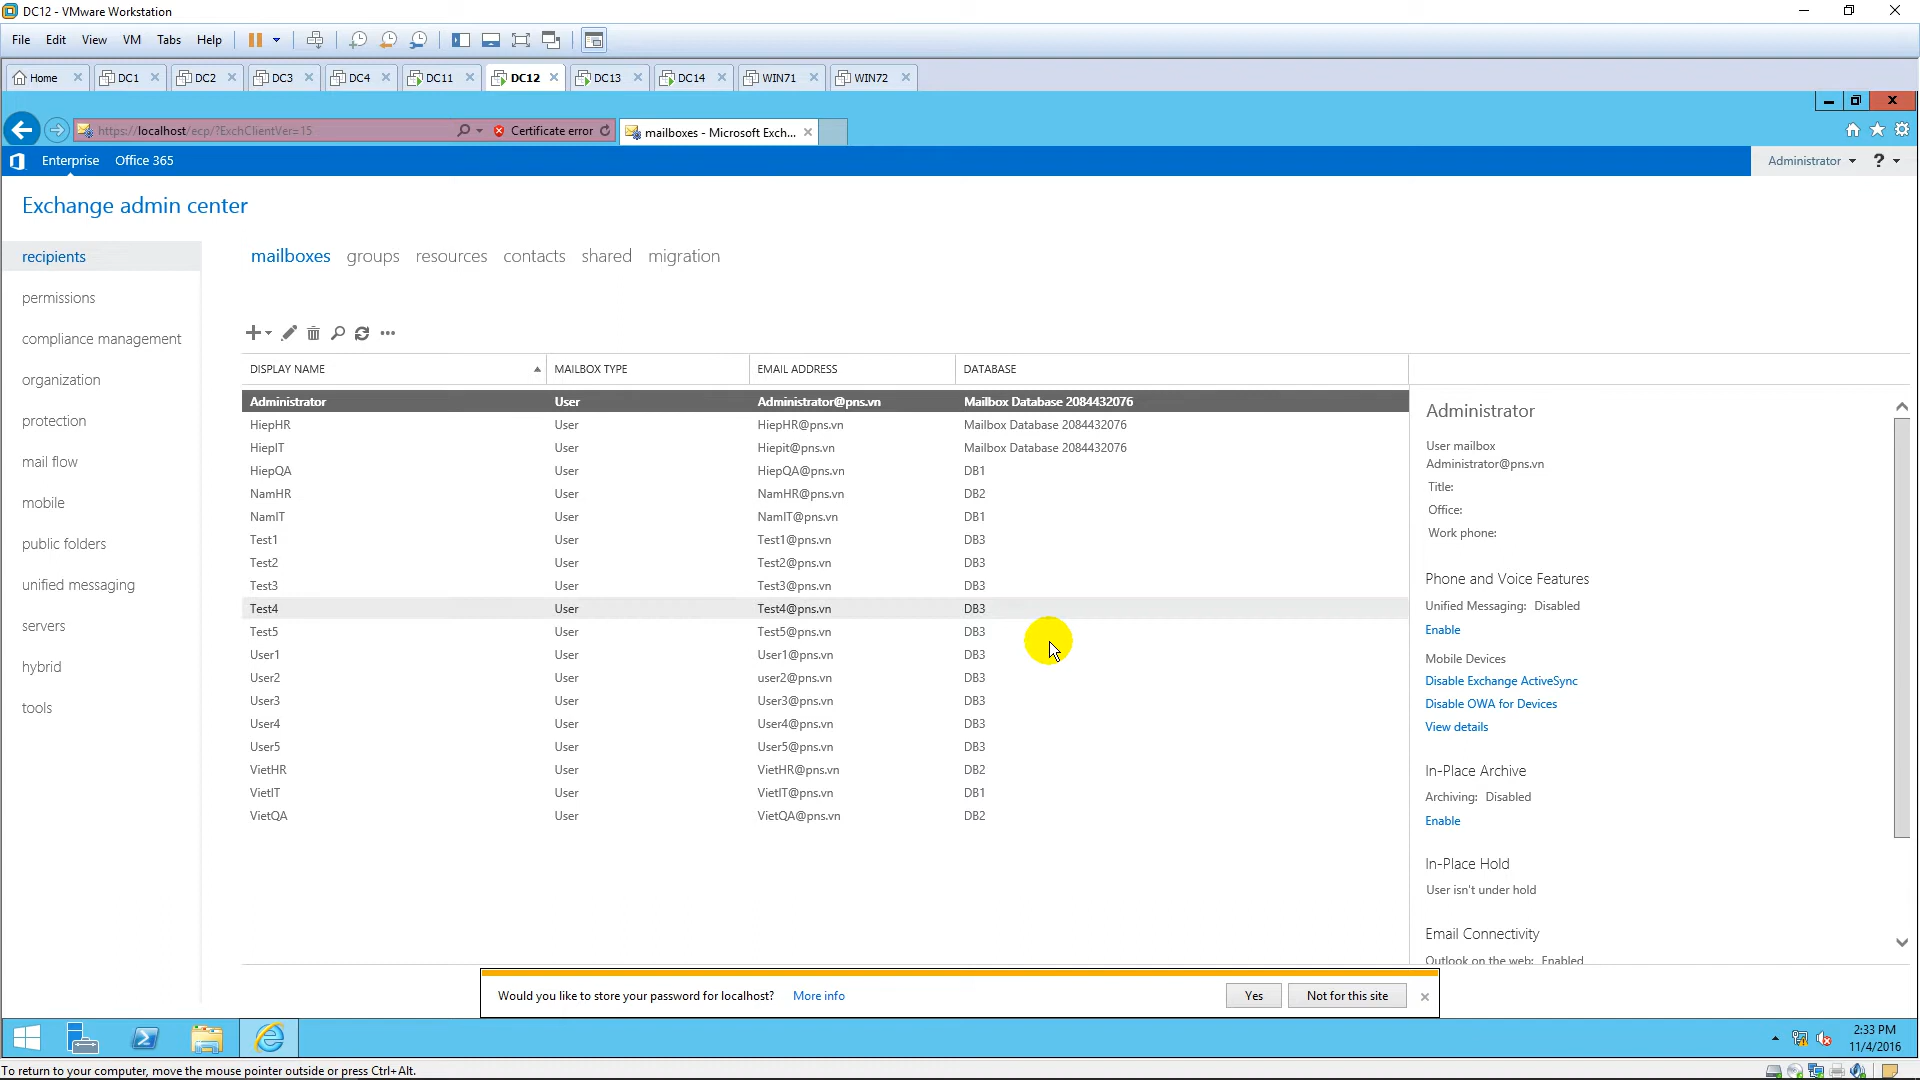 DC12 - VMware Workstation
File Edit View VM Tabs Help
Home DC1 DC2 DC3 DC4 DC11 DC12 DC13 DC14 WIN71 WIN72
https://localhost/ecp/?ExchClientVer=15 Certificate error mailboxes - Microsoft Exch...
Enterprise Office 365 Administrator ?
Exchange admin center
recipients
permissions
compliance management
organization
protection
mail flow
mobile
public folders
unified messaging
servers
hybrid
tools
mailboxes groups resources contacts shared migration
DISPLAY NAME MAILBOX TYPE EMAIL ADDRESS DATABASE
Administrator User Administrator@pns.vn Mailbox Database 2084432076
HiepHR User HiepHR@pns.vn Mailbox Database 2084432076
HiepIT User Hiepit@pns.vn Mailbox Database 2084432076
HiepQA User HiepQA@pns.vn DB1
NamHR User NamHR@pns.vn DB2
NamIT User NamIT@pns.vn DB1
Test1 User Test1@pns.vn DB3
Test2 User Test2@pns.vn DB3
Test3 User Test3@pns.vn DB3
Test4 User Test4@pns.vn DB3
Test5 User Test5@pns.vn DB3
User1 User User1@pns.vn DB3
User2 User user2@pns.vn DB3
User3 User User3@pns.vn DB3
User4 User User4@pns.vn DB3
User5 User User5@pns.vn DB3
VietHR User VietHR@pns.vn DB2
VietIT User VietIT@pns.vn DB1
VietQA User VietQA@pns.vn DB2
Administrator
User mailbox
Administrator@pns.vn
Title:
Office:
Work phone:
Phone and Voice Features
Unified Messaging: Disabled
Enable
Mobile Devices
Disable Exchange ActiveSync
Disable OWA for Devices
View details
In-Place Archive
Archiving: Disabled
Enable
In-Place Hold
User isn't under hold
Email Connectivity
Outlook on the web: Enabled
Would you like to store your password for localhost? More info Yes Not for this site
2:33 PM
11/4/2016
To return to your computer, move the mouse pointer outside or press Ctrl+Alt.